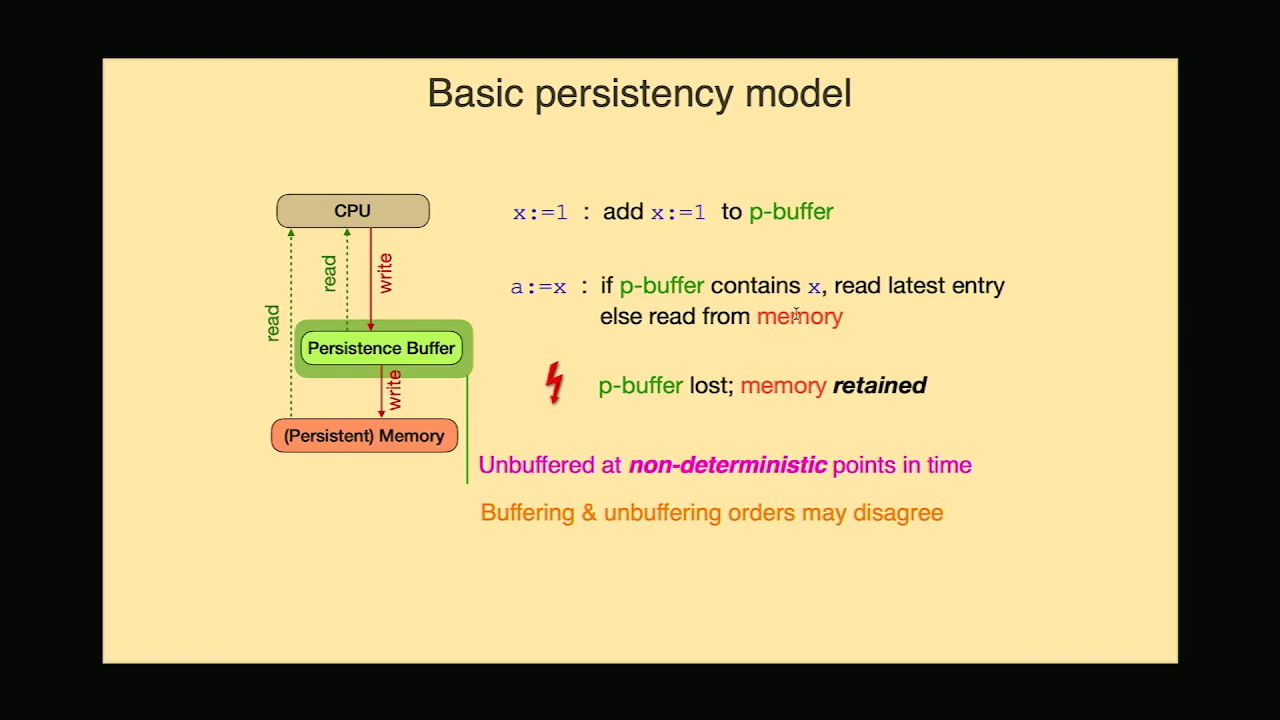 Basic persistency model
CPU
read
read
write
Persistence Buffer
write
(Persistent) Memory
x:=1 : add x:=1 to p-buffer
a:=x : if p-buffer contains x, read latest entry
else read from memory
p-buffer lost; memory retained
Unbuffered at non-deterministic points in time
Buffering & unbuffering orders may disagree